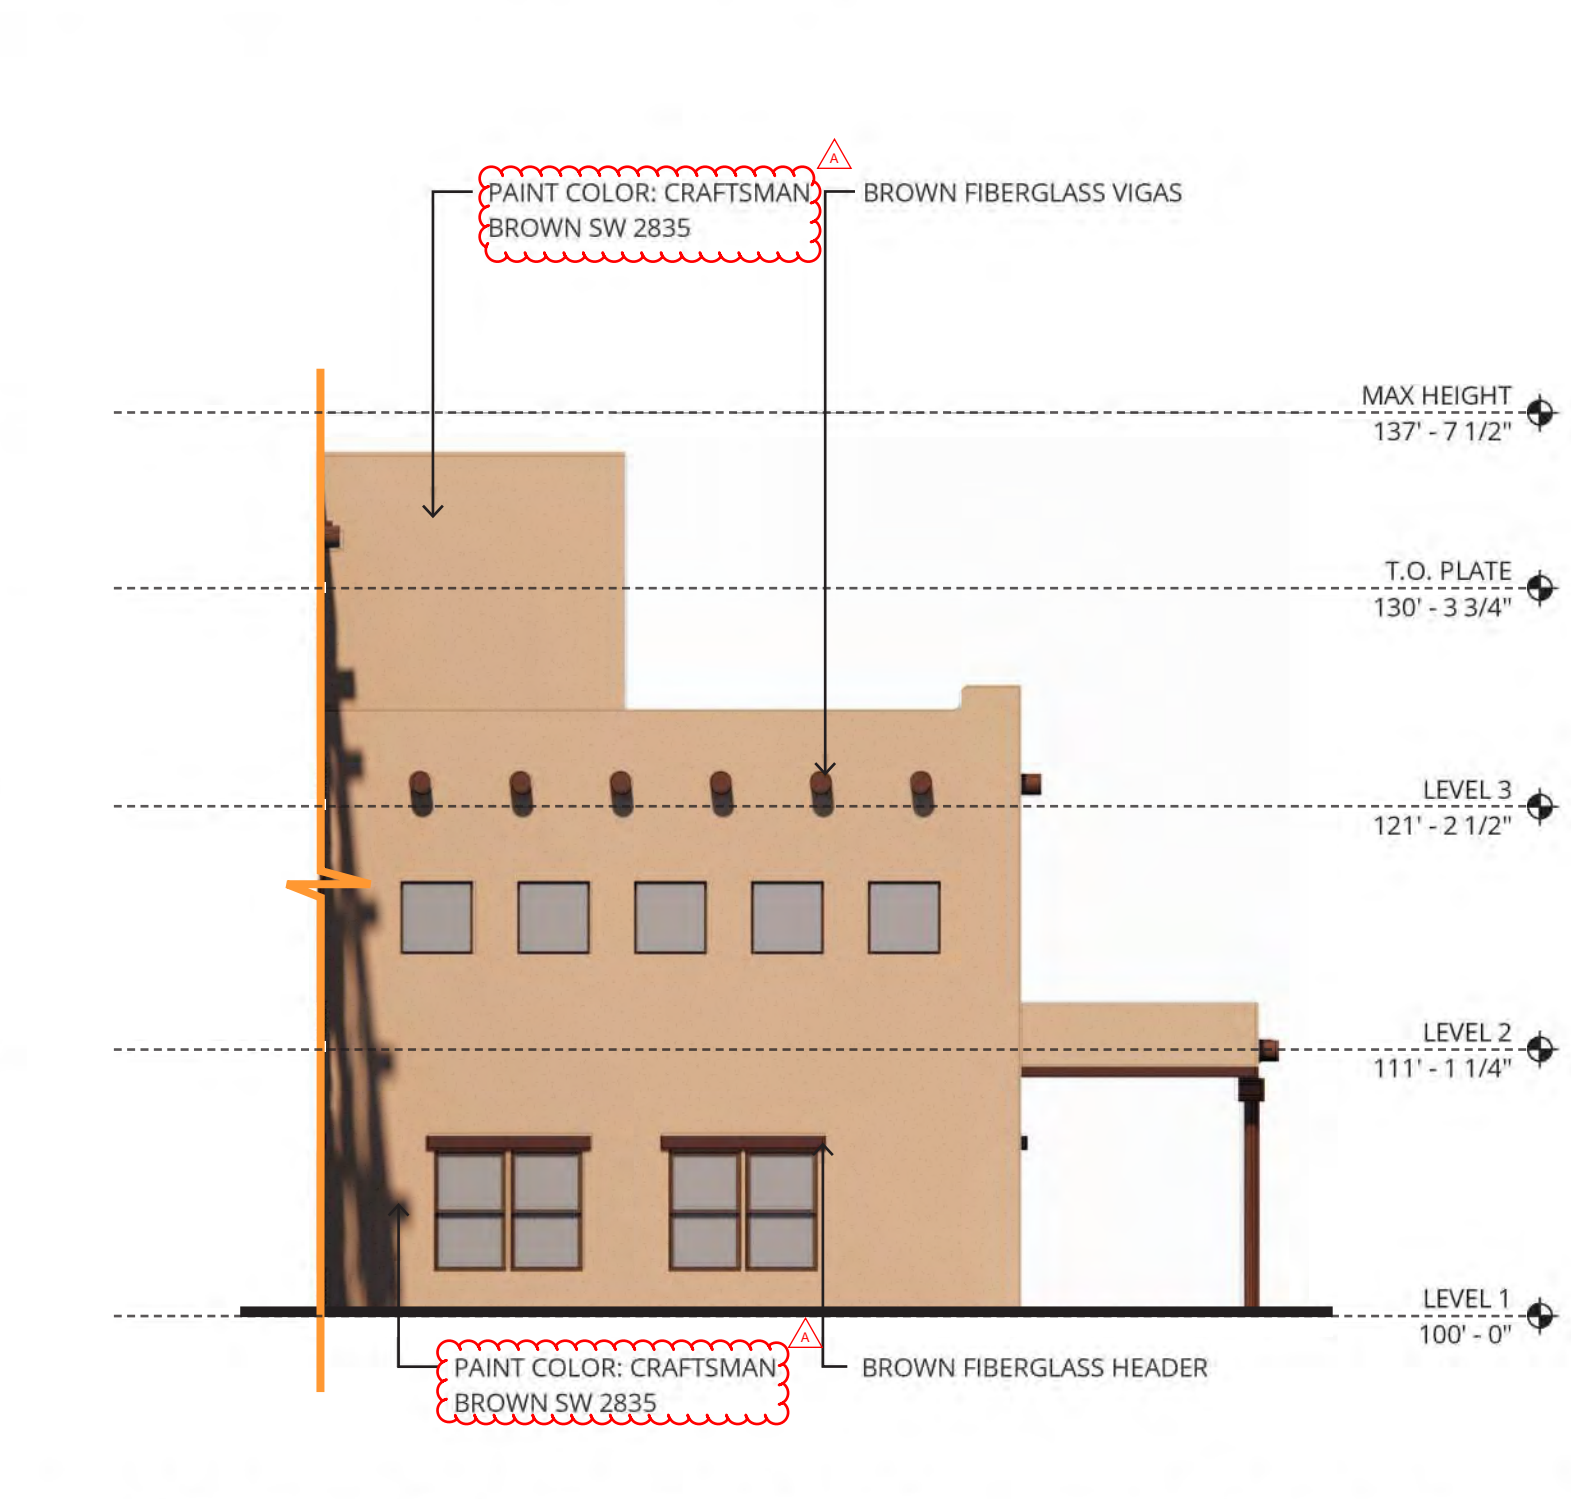 A
PAINT COLOR: CRAFTSMAN
BROWN SW 2835
BROWN FIBERGLASS VIGAS
MAX HEIGHT
137' - 7 1/2"
T.O. PLATE
130' - 3 3/4"
LEVEL 3
121' - 2 1/2"
LEVEL 2
111' - 1 1/4"
LEVEL 1
100' - 0"
A
PAINT COLOR: CRAFTSMAN
BROWN SW 2835
BROWN FIBERGLASS HEADER